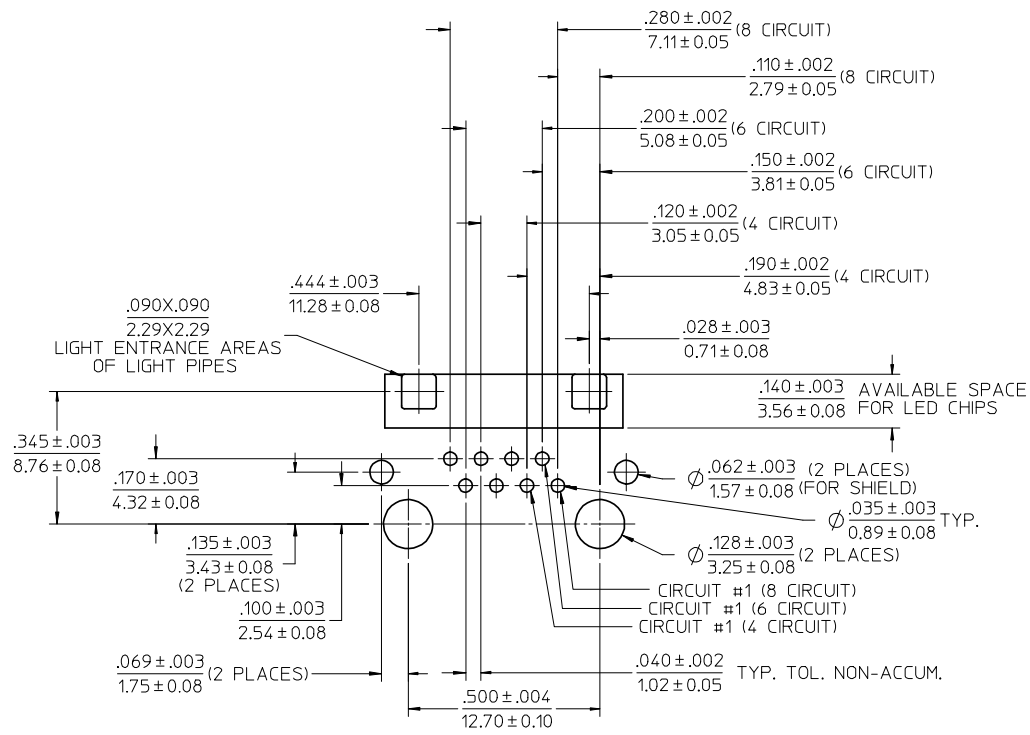 .280±.002
7.11±0.05
(8 CIRCUIT)
.110±.002
2.79±0.05
(8 CIRCUIT)
.200±.002
5.08±0.05
(6 CIRCUIT)
.150±.002
3.81±0.05
(6 CIRCUIT)
.120±.002
3.05±0.05
(4 CIRCUIT)
.190±.002
4.83±0.05
(4 CIRCUIT)
.444±.003
11.28±0.08
.090X.090
2.29X2.29
LIGHT ENTRANCE AREAS
OF LIGHT PIPES
.028±.003
0.71±0.08
.140±.003
3.56±0.08
AVAILABLE SPACE
FOR LED CHIPS
.345±.003
8.76±0.08
.170±.003
4.32±0.08
Ø .062±.003 (2 PLACES)
1.57±0.08 (FOR SHIELD)
Ø .035±.003
0.89±0.08
TYP.
.135±.003
3.43±0.08
(2 PLACES)
Ø .128±.003
3.25±0.08
(2 PLACES)
.100±.003
2.54±0.08
CIRCUIT #1 (8 CIRCUIT)
CIRCUIT #1 (6 CIRCUIT)
CIRCUIT #1 (4 CIRCUIT)
.069±.003
1.75±0.08
(2 PLACES)
.040±.002
1.02±0.05
TYP. TOL. NON-ACCUM.
.500±.004
12.70±0.10